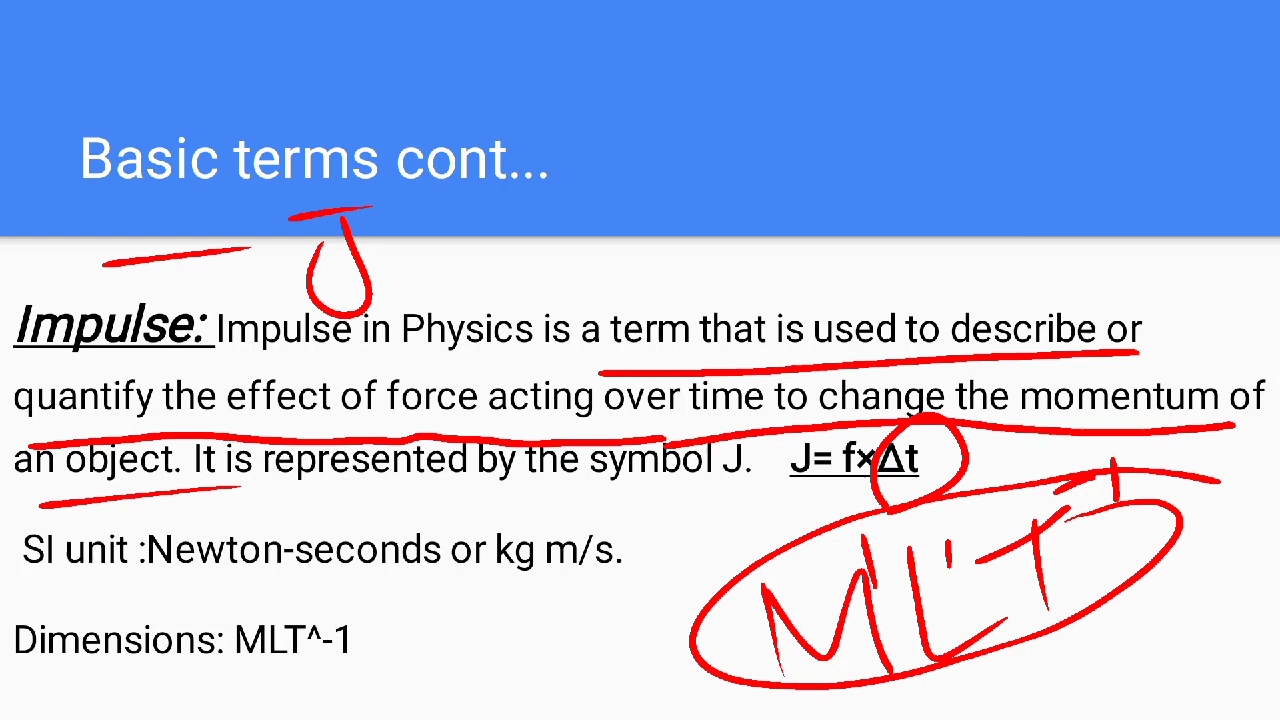 Basic terms cont...
J
Impulse: Impulse in Physics is a term that is used to describe or
quantify the effect of force acting over time to change the momentum of
an object. It is represented by the symbol J. J= f×Δt
SI unit :Newton-seconds or kg m/s.
M¹L¹T⁻¹
Dimensions: MLT^-1